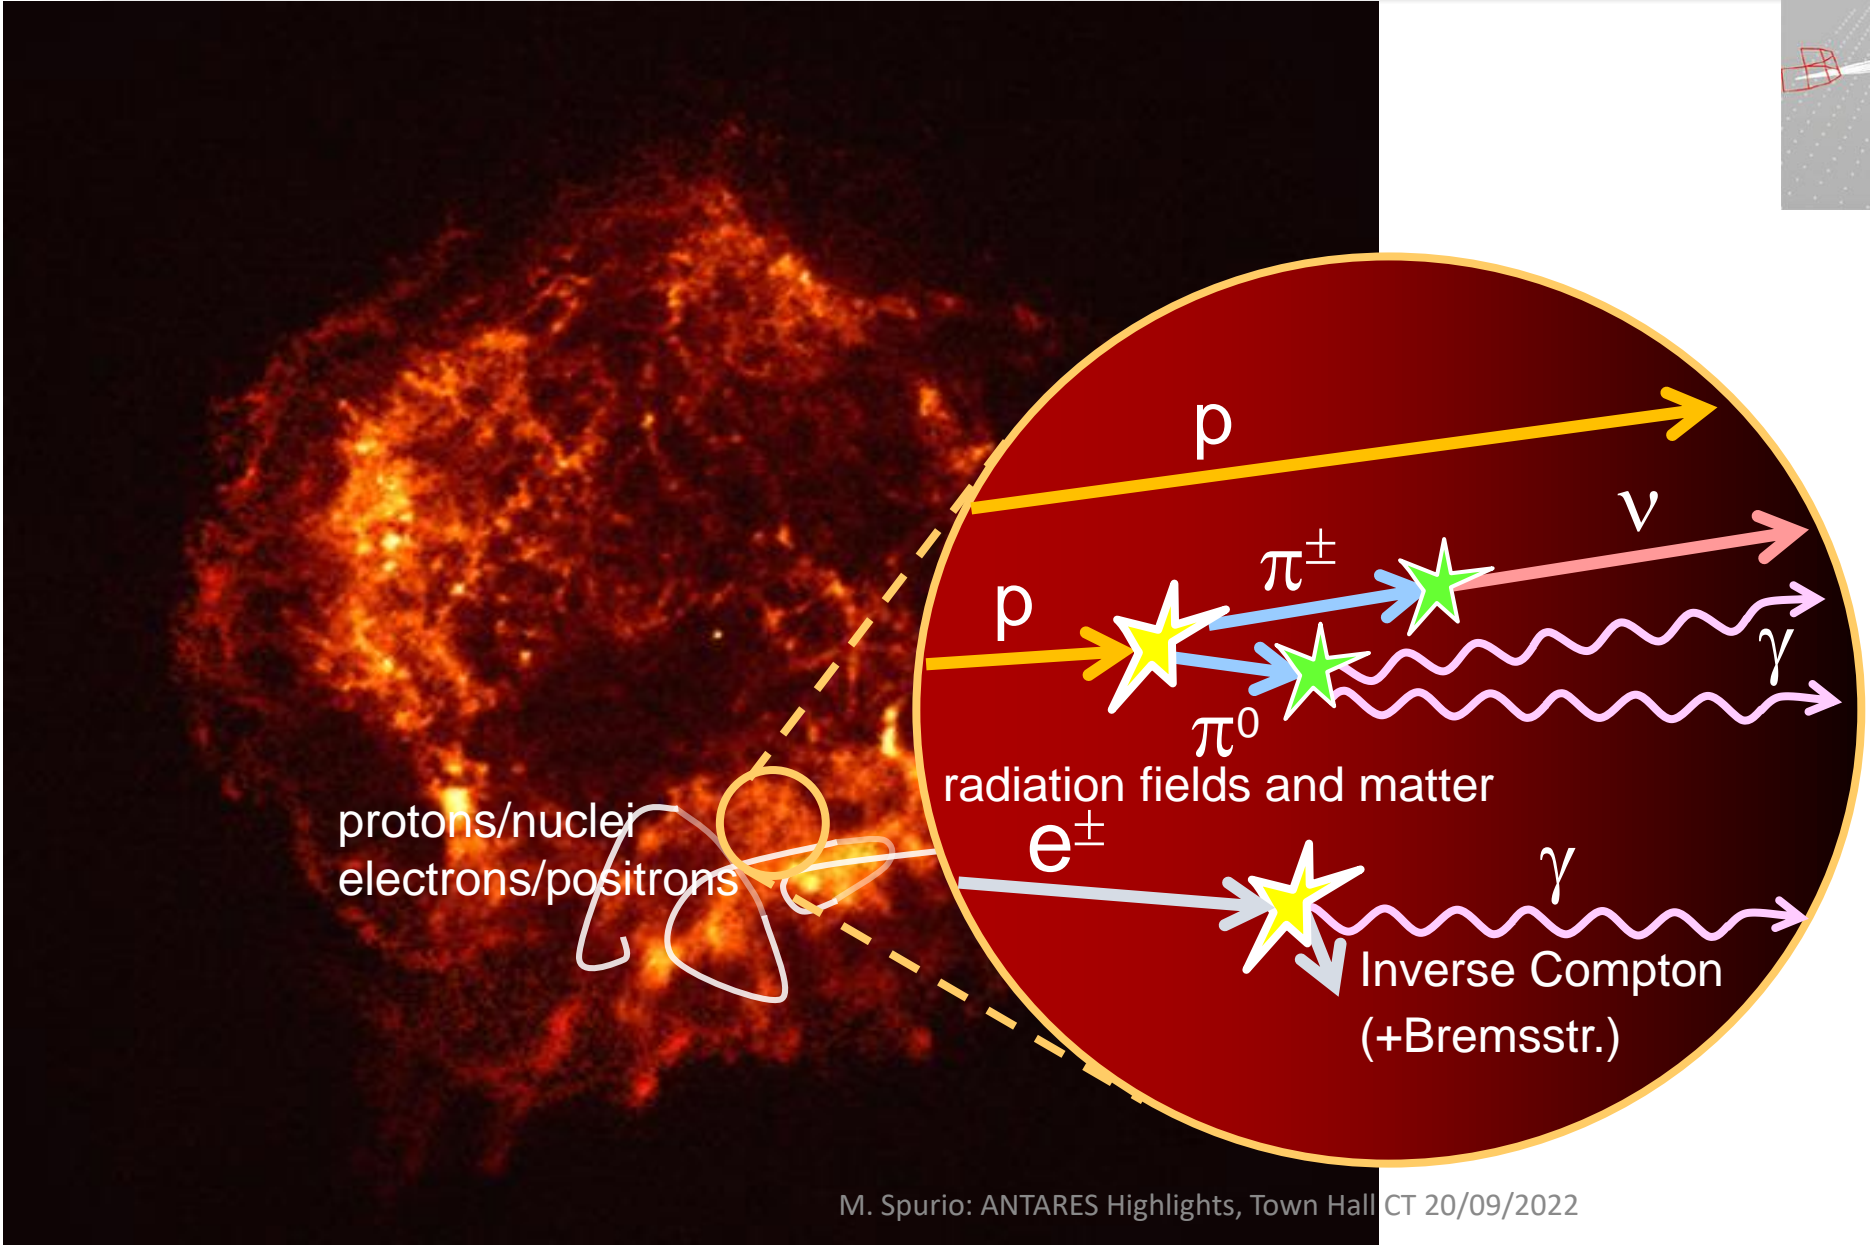 p
ν
π±
p
γ
π⁰
radiation fields and matter
protons/nuclei
e±
electrons/positrons
γ
Inverse Compton
(+Bremsstr.)
M. Spurio: ANTARES Highlights, Town Hall CT 20/09/2022